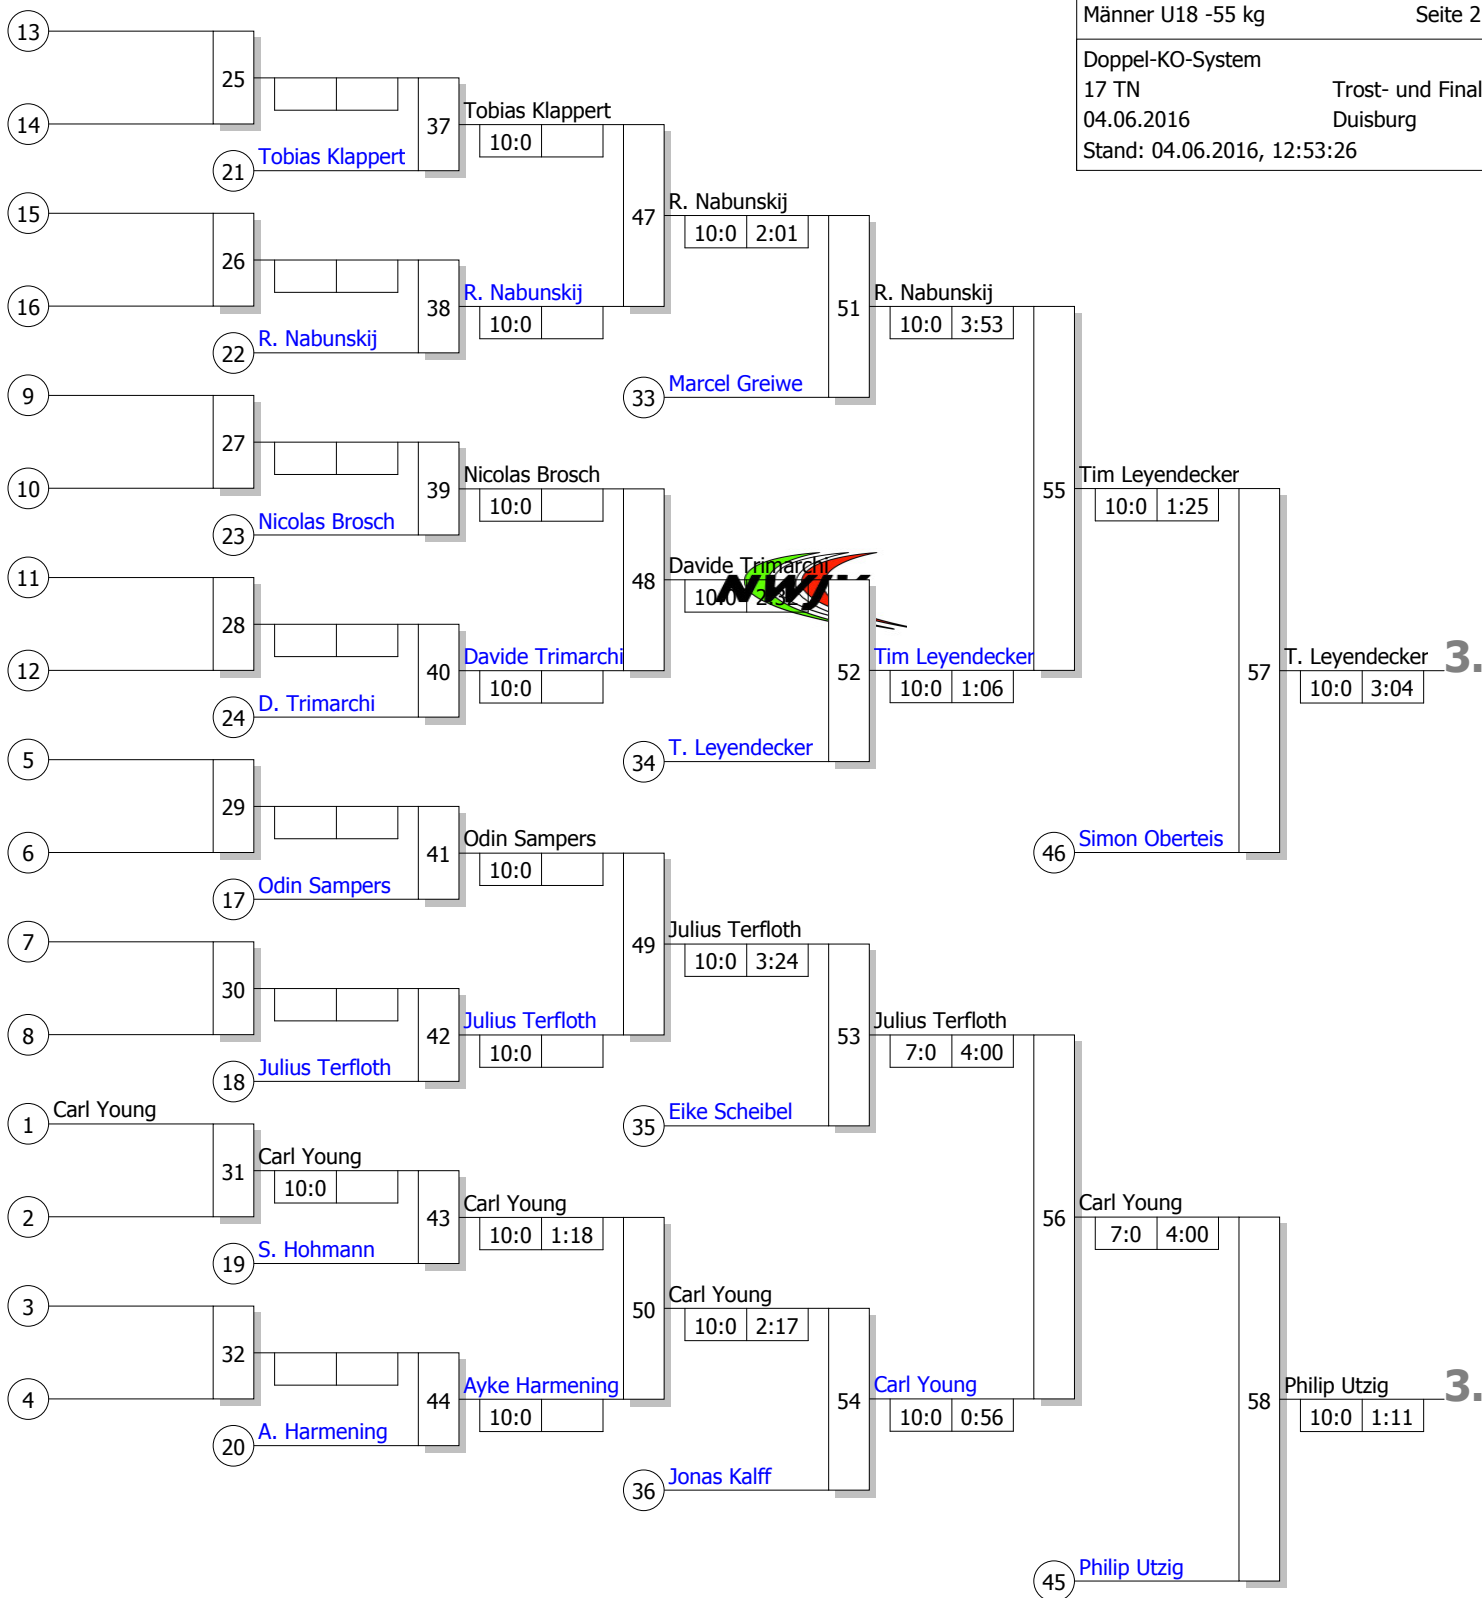 Männer U18 -55 kg Seite 2
Doppel-KO-System
17 TN Trost- und Final
04.06.2016 Duisburg
Stand: 04.06.2016, 12:53:26
13
25
14
37
Tobias Klappert
10:0
21 Tobias Klappert
15
47
R. Nabunskij
10:0 2:01
26
16
38
R. Nabunskij
10:0
51
R. Nabunskij
10:0 3:53
22 R. Nabunskij
9
33 Marcel Greiwe
27
10
39
Nicolas Brosch
10:0
55
Tim Leyendecker
10:0 1:25
23 Nicolas Brosch
11
48
Davide Trimarchi
10:0 2:32
NWJV
28
12
40
Davide Trimarchi
10:0
52
Tim Leyendecker
10:0 1:06
57
T. Leyendecker
10:0 3:04
3.
24 D. Trimarchi
5
34 T. Leyendecker
29
6
41
Odin Sampers
10:0
46 Simon Oberteis
17 Odin Sampers
7
49
Julius Terfloth
10:0 3:24
30
8
42
Julius Terfloth
10:0
53
Julius Terfloth
7:0 4:00
18 Julius Terfloth
1 Carl Young
35 Eike Scheibel
31
Carl Young
10:0
2
43
Carl Young
10:0 1:18
56
Carl Young
7:0 4:00
19 S. Hohmann
3
50
Carl Young
10:0 2:17
32
4
44
Ayke Harmening
10:0
54
Carl Young
10:0 0:56
58
Philip Utzig
10:0 1:11
3.
20 A. Harmening
36 Jonas Kalff
45 Philip Utzig